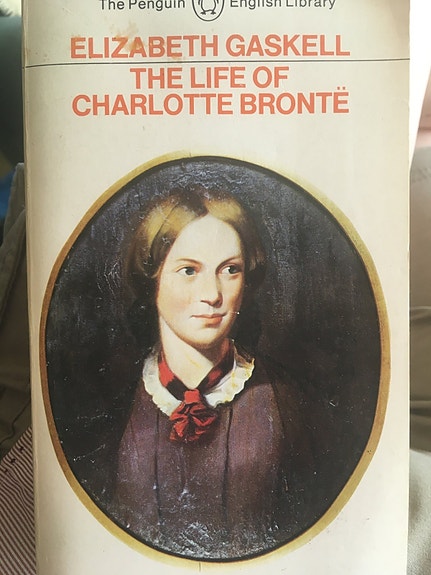 The Penguin English Library
ELIZABETH GASKELL
THE LIFE OF
CHARLOTTE BRONTË